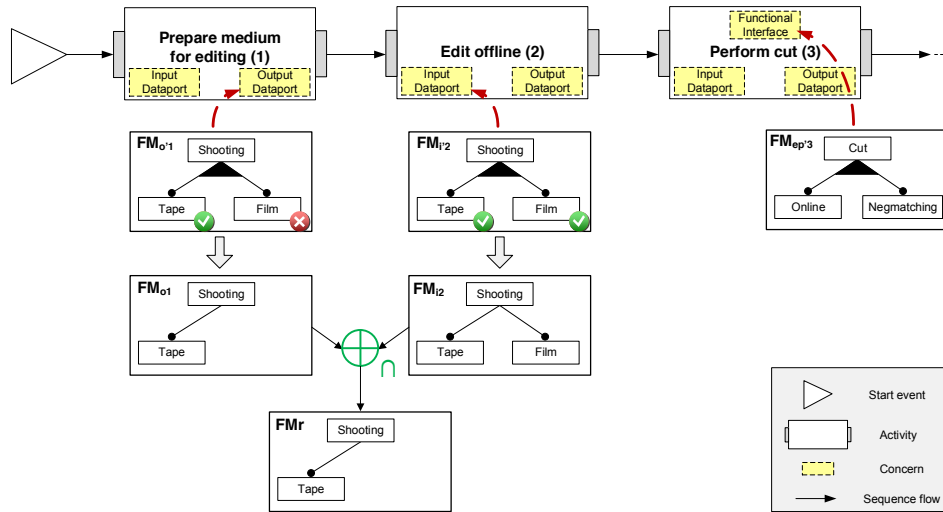 Prepare medium
for editing (1)
Input
Dataport
Output
Dataport
Edit offline (2)
Input
Dataport
Output
Dataport
Functional
Interface
Perform cut (3)
Input
Dataport
Output
Dataport
FMo'1
Shooting
Tape
Film
FMi'2
Shooting
Tape
Film
FMep'3
Cut
Online
Negmatching
FMo1
Shooting
Tape
FMi2
Shooting
Tape
Film
∩
FMr
Shooting
Tape
Start event
Activity
Concern
Sequence flow